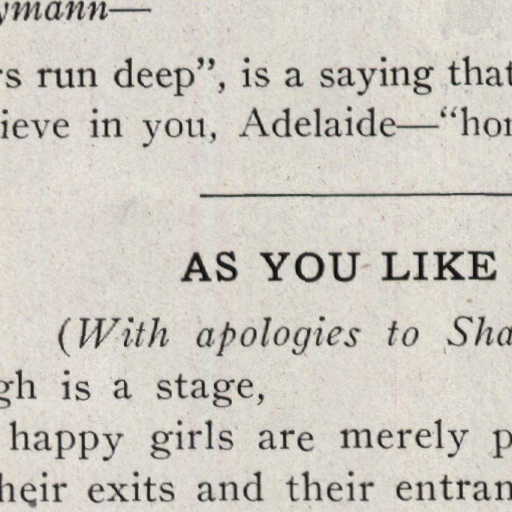 ymann—
rs run deep”, is a saying that
ieve in you, Adelaide—“hon
AS YOU LIKE
(With apologies to Sha
gh is a stage,
happy girls are merely p
heir exits and their entran